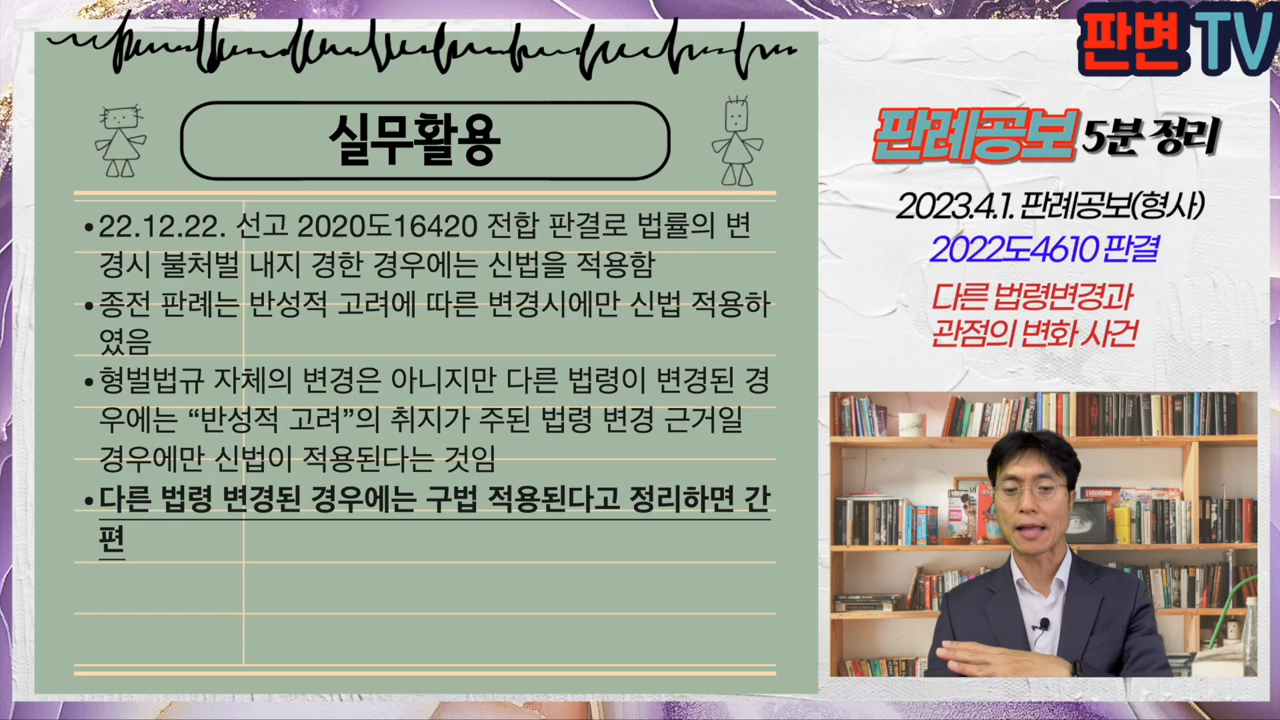 판변 TV
실무활용
•22.12.22. 선고 2020도16420 전합 판결로 법률의 변
경시 불처벌 내지 경한 경우에는 신법을 적용함
•종전 판례는 반성적 고려에 따른 변경시에만 신법 적용하
였음
•형벌법규 자체의 변경은 아니지만 다른 법령이 변경된 경
우에는 “반성적 고려”의 취지가 주된 법령 변경 근거일
경우에만 신법이 적용된다는 것임
•다른 법령 변경된 경우에는 구법 적용된다고 정리하면 간
편
판례공보 5분 정리
2023.4.1. 판례공보(형사)
2022도4610 판결
다른 법령변경과
관점의 변화 사건